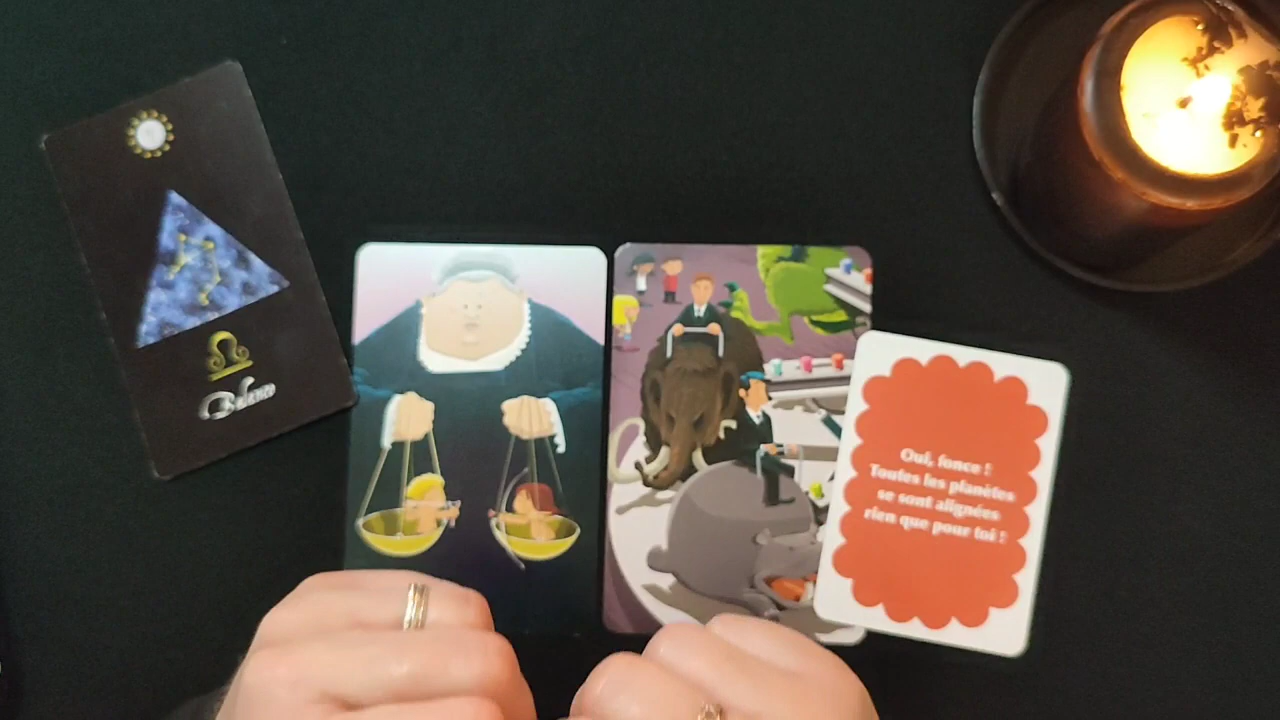 Balance
Oui, fonce !
Toutes les planètes
se sont alignées
rien que pour toi !